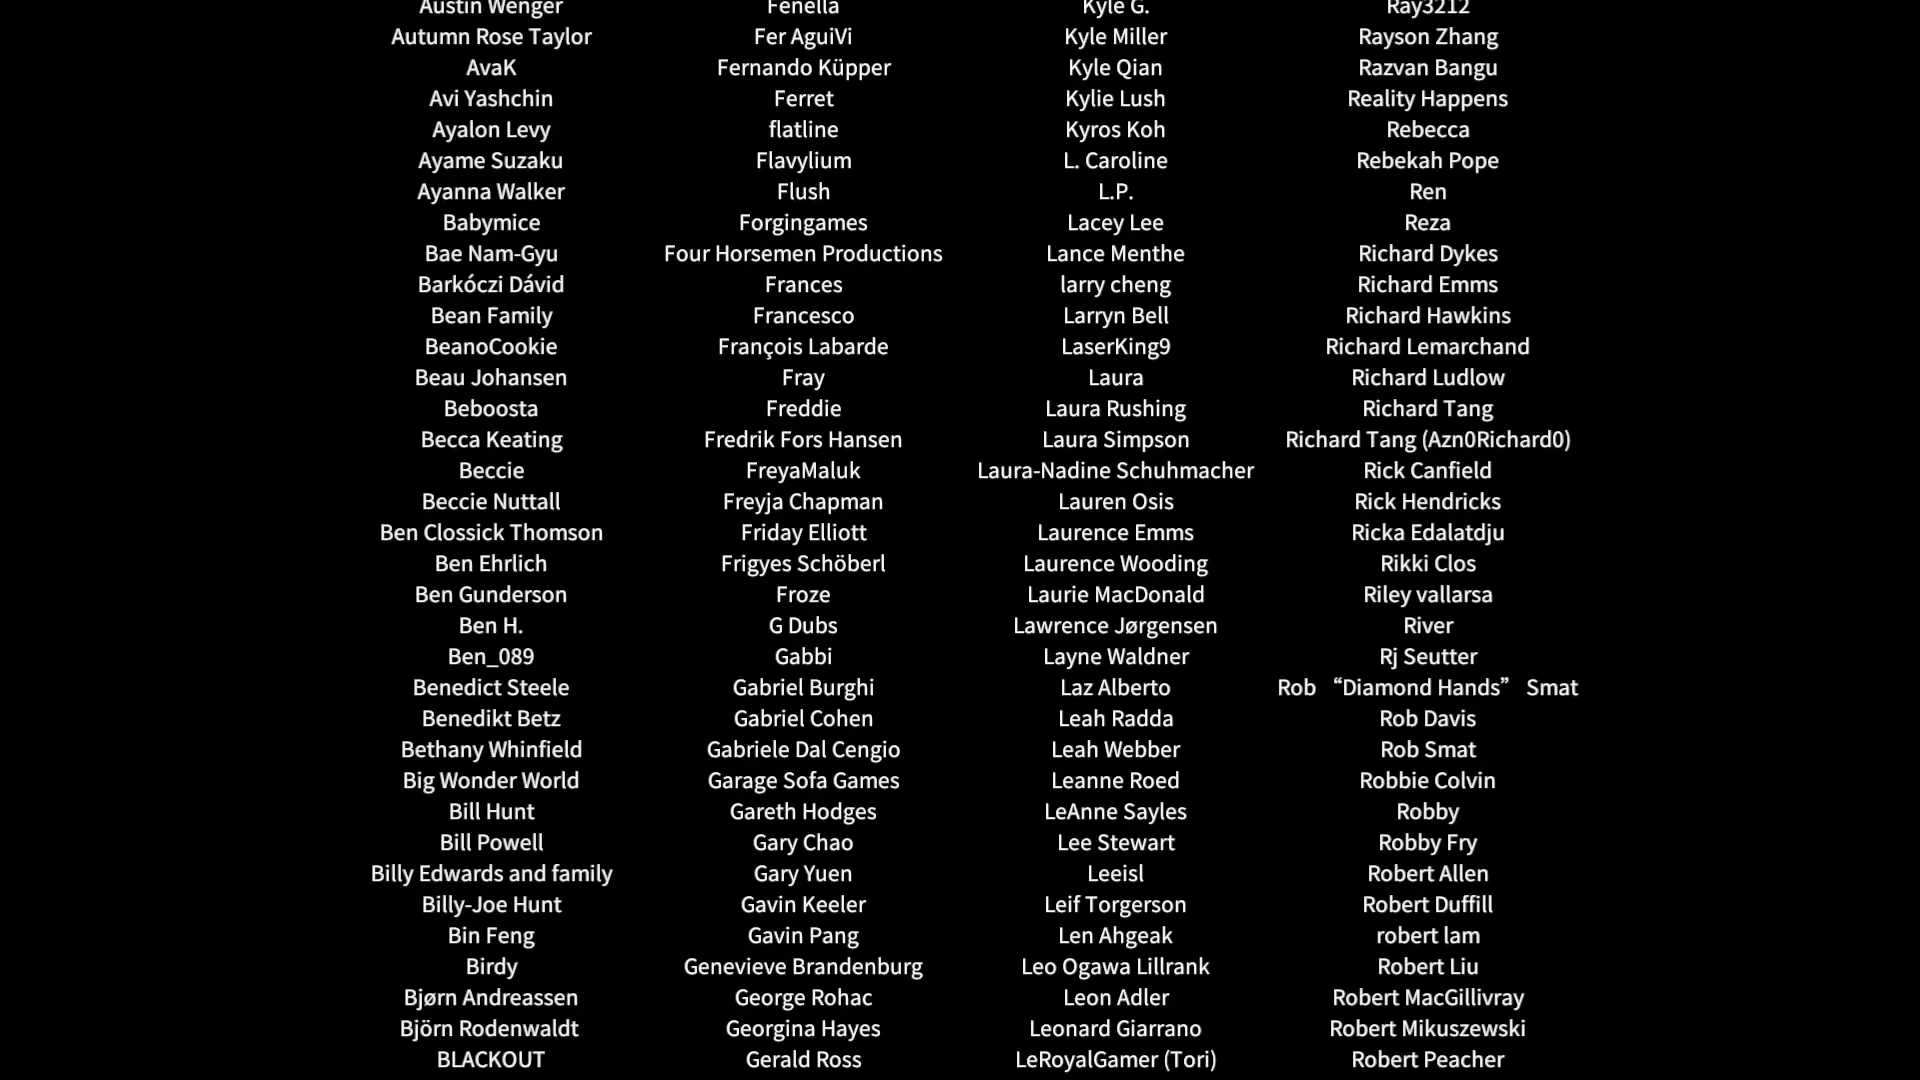 Austin Wenger
Autumn Rose Taylor
AvaK
Avi Yashchin
Ayalon Levy
Ayame Suzaku
Ayanna Walker
Babymice
Bae Nam-Gyu
Barkóczi Dávid
Bean Family
BeanoCookie
Beau Johansen
Beboosta
Becca Keating
Beccie
Beccie Nuttall
Ben Clossick Thomson
Ben Ehrlich
Ben Gunderson
Ben H.
Ben_089
Benedict Steele
Benedikt Betz
Bethany Whinfield
Big Wonder World
Bill Hunt
Bill Powell
Billy Edwards and family
Billy-Joe Hunt
Bin Feng
Birdy
Bjørn Andreassen
Björn Rodenwaldt
BLACKOUT
Fenella
Fer AguiVi
Fernando Küpper
Ferret
flatline
Flavylium
Flush
Forgingames
Four Horsemen Productions
Frances
Francesco
François Labarde
Fray
Freddie
Fredrik Fors Hansen
FreyaMaluk
Freyja Chapman
Friday Elliott
Frigyes Schöberl
Froze
G Dubs
Gabbi
Gabriel Burghi
Gabriel Cohen
Gabriele Dal Cengio
Garage Sofa Games
Gareth Hodges
Gary Chao
Gary Yuen
Gavin Keeler
Gavin Pang
Genevieve Brandenburg
George Rohac
Georgina Hayes
Gerald Ross
Kyle G.
Kyle Miller
Kyle Qian
Kylie Lush
Kyros Koh
L. Caroline
L.P.
Lacey Lee
Lance Menthe
larry cheng
Larryn Bell
LaserKing9
Laura
Laura Rushing
Laura Simpson
Laura-Nadine Schuhmacher
Lauren Osis
Laurence Emms
Laurence Wooding
Laurie MacDonald
Lawrence Jørgensen
Layne Waldner
Laz Alberto
Leah Radda
Leah Webber
Leanne Roed
LeAnne Sayles
Lee Stewart
Leeisl
Leif Torgerson
Len Ahgeak
Leo Ogawa Lillrank
Leon Adler
Leonard Giarrano
LeRoyalGamer (Tori)
Ray3212
Rayson Zhang
Razvan Bangu
Reality Happens
Rebecca
Rebekah Pope
Ren
Reza
Richard Dykes
Richard Emms
Richard Hawkins
Richard Lemarchand
Richard Ludlow
Richard Tang
Richard Tang (Azn0Richard0)
Rick Canfield
Rick Hendricks
Ricka Edalatdju
Rikki Clos
Riley vallarsa
River
Rj Seutter
Rob “Diamond Hands” Smat
Rob Davis
Rob Smat
Robbie Colvin
Robby
Robby Fry
Robert Allen
Robert Duffill
robert lam
Robert Liu
Robert MacGillivray
Robert Mikuszewski
Robert Peacher